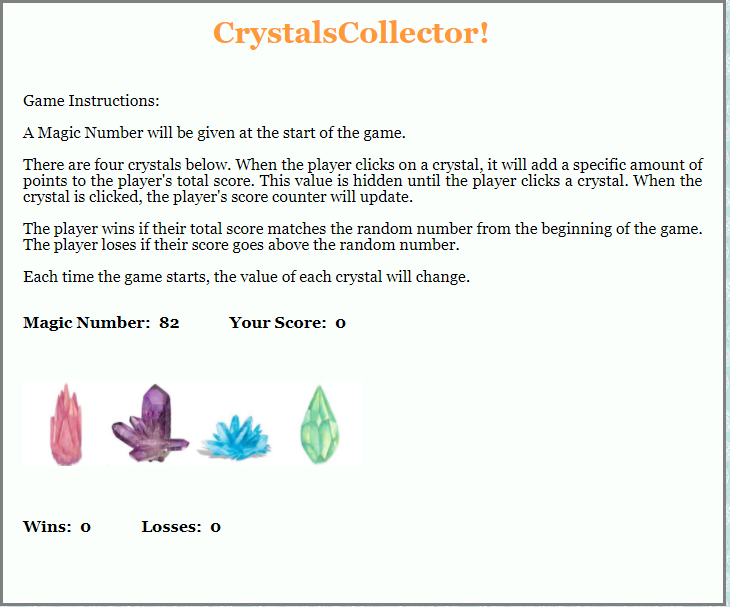 CrystalsCollector!
Game Instructions:
A Magic Number will be given at the start of the game.
There are four crystals below. When the player clicks on a crystal, it will add a specific amount of
points to the player's total score. This value is hidden until the player clicks a crystal. When the
crystal is clicked, the player's score counter will update.
The player wins if their total score matches the random number from the beginning of the game.
The player loses if their score goes above the random number.
Each time the game starts, the value of each crystal will change.
Magic Number: 82 Your Score: 0
Wins: 0 Losses: 0